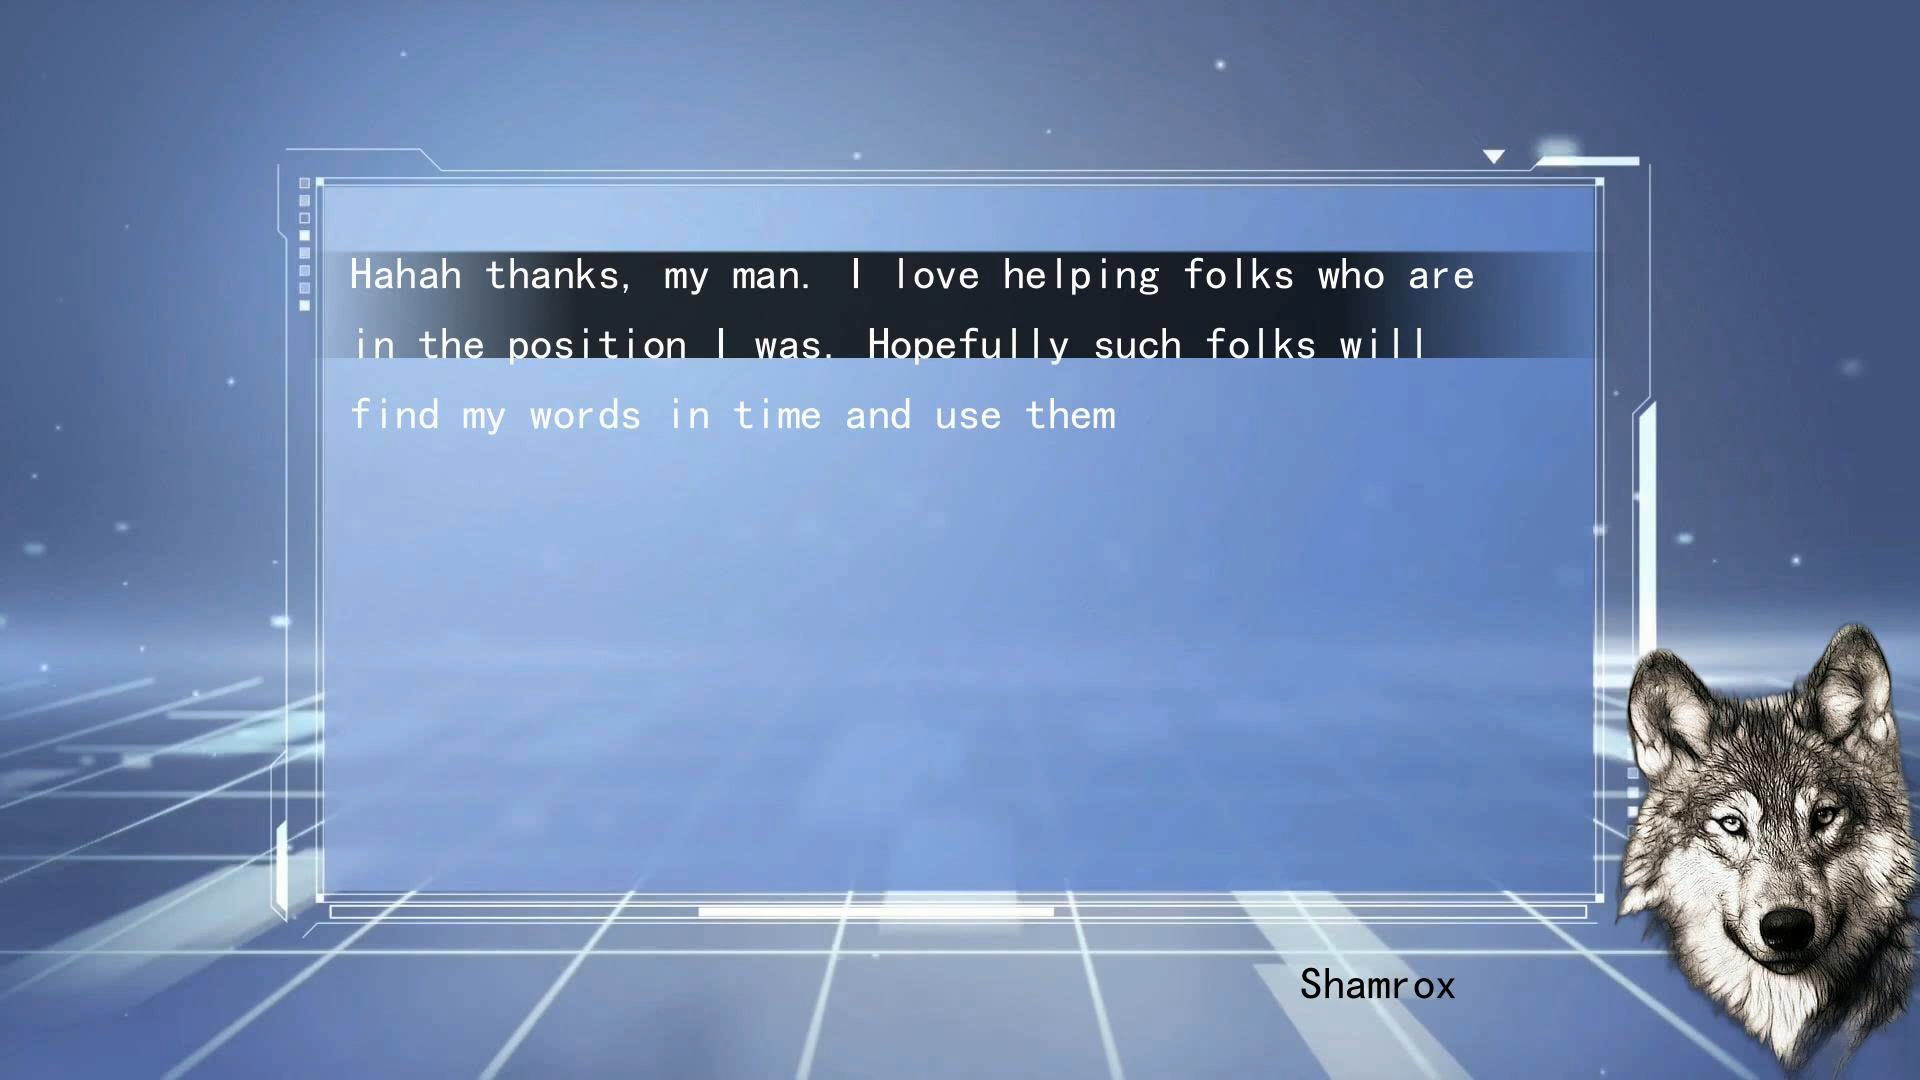 Hahah thanks, my man. I love helping folks who are
in the position I was. Hopefully such folks will
find my words in time and use them
Shamrox